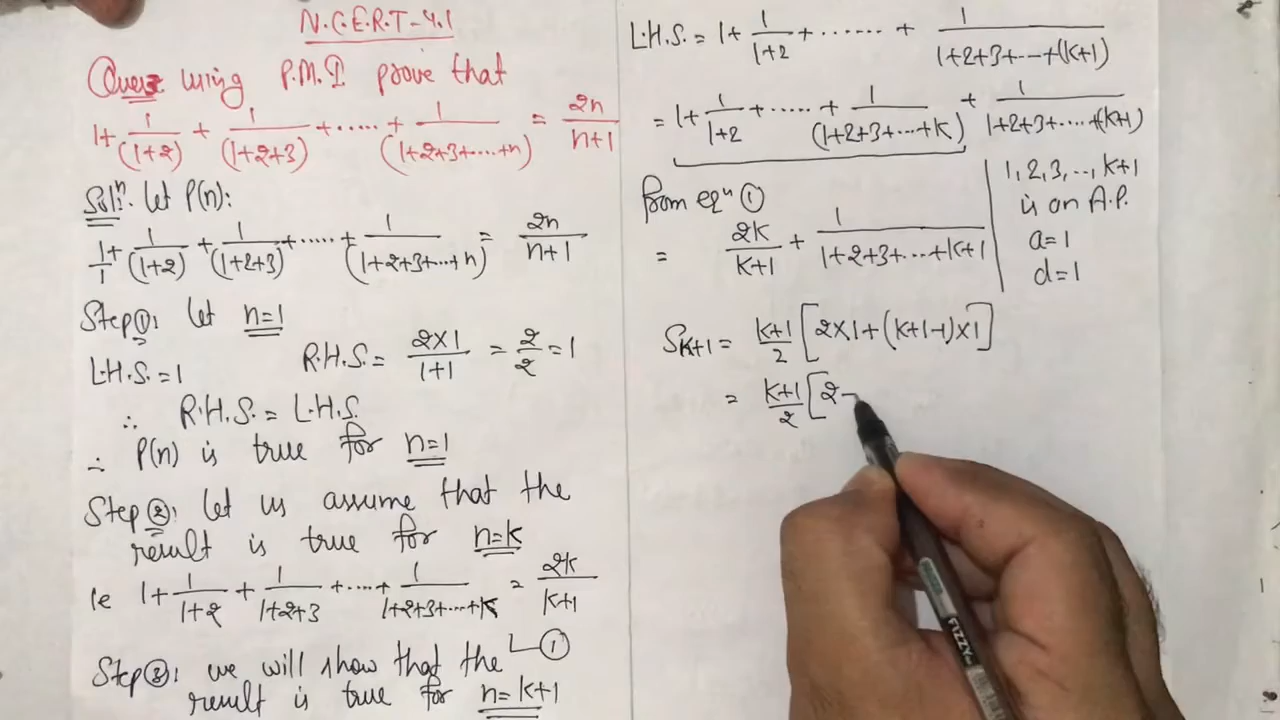 N.C.E.R.T-4.1
Ques:- using P.M.I prove that
1+ 1/(1+2) + 1/(1+2+3) +.....+ 1/(1+2+3+....+n) = 2n/n+1
Solⁿ:- let P(n):
1/1 + 1/(1+2) + 1/(1+2+3) +.....+ 1/(1+2+3+...+n) = 2n/n+1
Step①: let n=1
L.H.S.=1 R.H.S.= 2×1/1+1 = 2/2 =1
∴ R.H.S.= L.H.S.
∴ P(n) is true for n=1
Step②: let us assume that the
result is true for n=k
ie 1+ 1/1+2 + 1/1+2+3 +....+ 1/1+2+3+...+k = 2k/k+1
①
Step③: we will show that the
result is true for n=k+1
L.H.S.= 1+ 1/1+2 +.......+ 1/1+2+3+...+(k+1)
= 1+ 1/1+2 +.....+ 1/(1+2+3+...+k) + 1/1+2+3+....+(k+1)
from eqⁿ ①
= 2k/k+1 + 1/1+2+3+...+k+1
1,2,3,..,k+1
is an A.P.
a=1
d=1
Sk+1 = k+1/2 [2×1+(k+1-1)×1]
= k+1/2 [2-
FIZZY